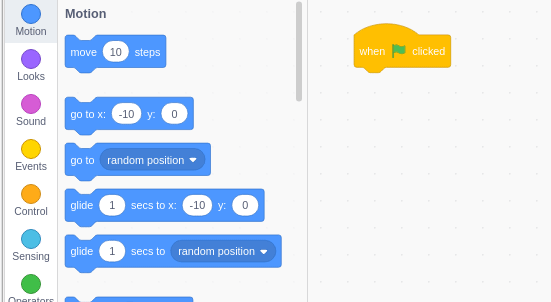 Motion
Looks
Sound
Events
Control
Sensing
Operators
Motion
move 10 steps
go to x: -10 y: 0
go to random position
glide 1 secs to x: -10 y: 0
glide 1 secs to random position
when clicked